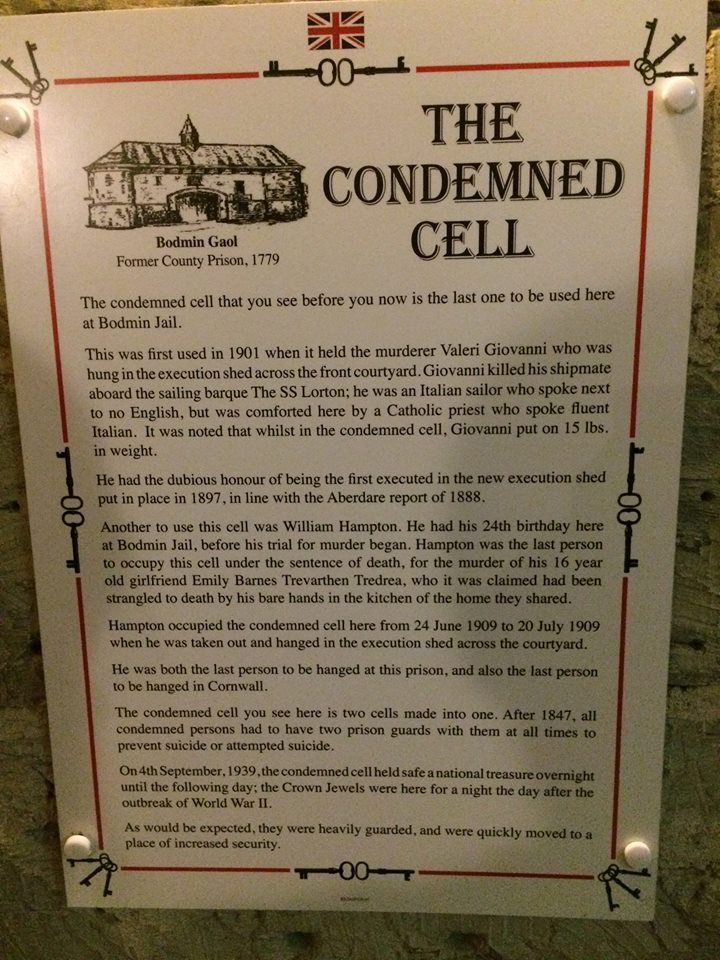 THE
CONDEMNED
CELL
Bodmin Gaol
Former County Prison, 1779
The condemned cell that you see before you now is the last one to be used here
at Bodmin Jail.
This was first used in 1901 when it held the murderer Valeri Giovanni who was
hung in the execution shed across the front courtyard. Giovanni killed his shipmate
aboard the sailing barque The SS Lorton; he was an Italian sailor who spoke next
to no English, but was comforted here by a Catholic priest who spoke fluent
Italian. It was noted that whilst in the condemned cell, Giovanni put on 15 lbs.
in weight.
He had the dubious honour of being the first executed in the new execution shed
put in place in 1897, in line with the Aberdare report of 1888.
Another to use this cell was William Hampton. He had his 24th birthday here
at Bodmin Jail, before his trial for murder began. Hampton was the last person
to occupy this cell under the sentence of death, for the murder of his 16 year
old girlfriend Emily Barnes Trevarthen Tredrea, who it was claimed had been
strangled to death by his bare hands in the kitchen of the home they shared.
Hampton occupied the condemned cell here from 24 June 1909 to 20 July 1909
when he was taken out and hanged in the execution shed across the courtyard.
He was both the last person to be hanged at this prison, and also the last person
to be hanged in Cornwall.
The condemned cell you see here is two cells made into one. After 1847, all
condemned persons had to have two prison guards with them at all times to
prevent suicide or attempted suicide.
On 4th September, 1939, the condemned cell held safe a national treasure overnight
until the following day; the Crown Jewels were here for a night the day after the
outbreak of World War II.
As would be expected, they were heavily guarded, and were quickly moved to a
place of increased security.